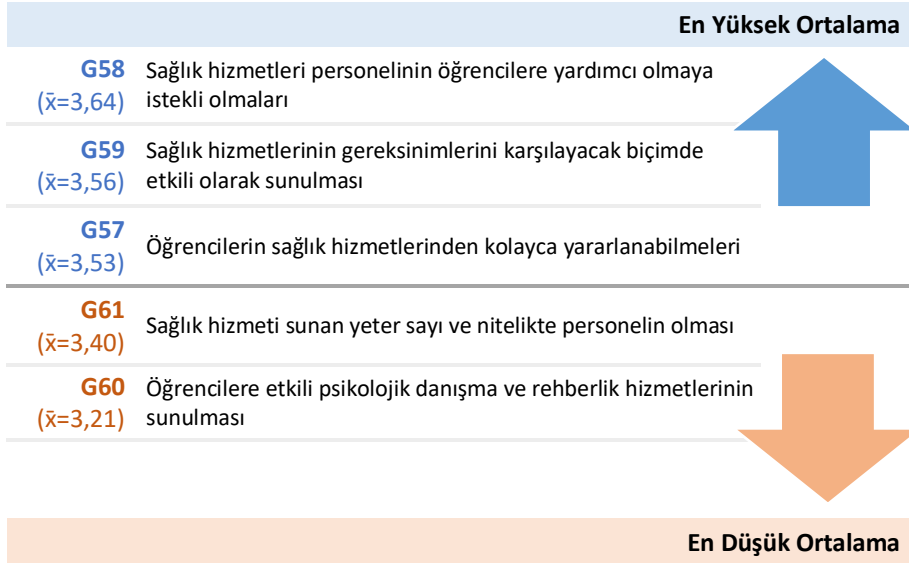 En Yüksek Ortalama
G58
(x̄=3,64)
Sağlık hizmetleri personelinin öğrencilere yardımcı olmaya
istekli olmaları
G59
(x̄=3,56)
Sağlık hizmetlerinin gereksinimlerini karşılayacak biçimde
etkili olarak sunulması
G57
(x̄=3,53)
Öğrencilerin sağlık hizmetlerinden kolayca yararlanabilmeleri
G61
(x̄=3,40)
Sağlık hizmeti sunan yeter sayı ve nitelikte personelin olması
G60
(x̄=3,21)
Öğrencilere etkili psikolojik danışma ve rehberlik hizmetlerinin
sunulması
En Düşük Ortalama